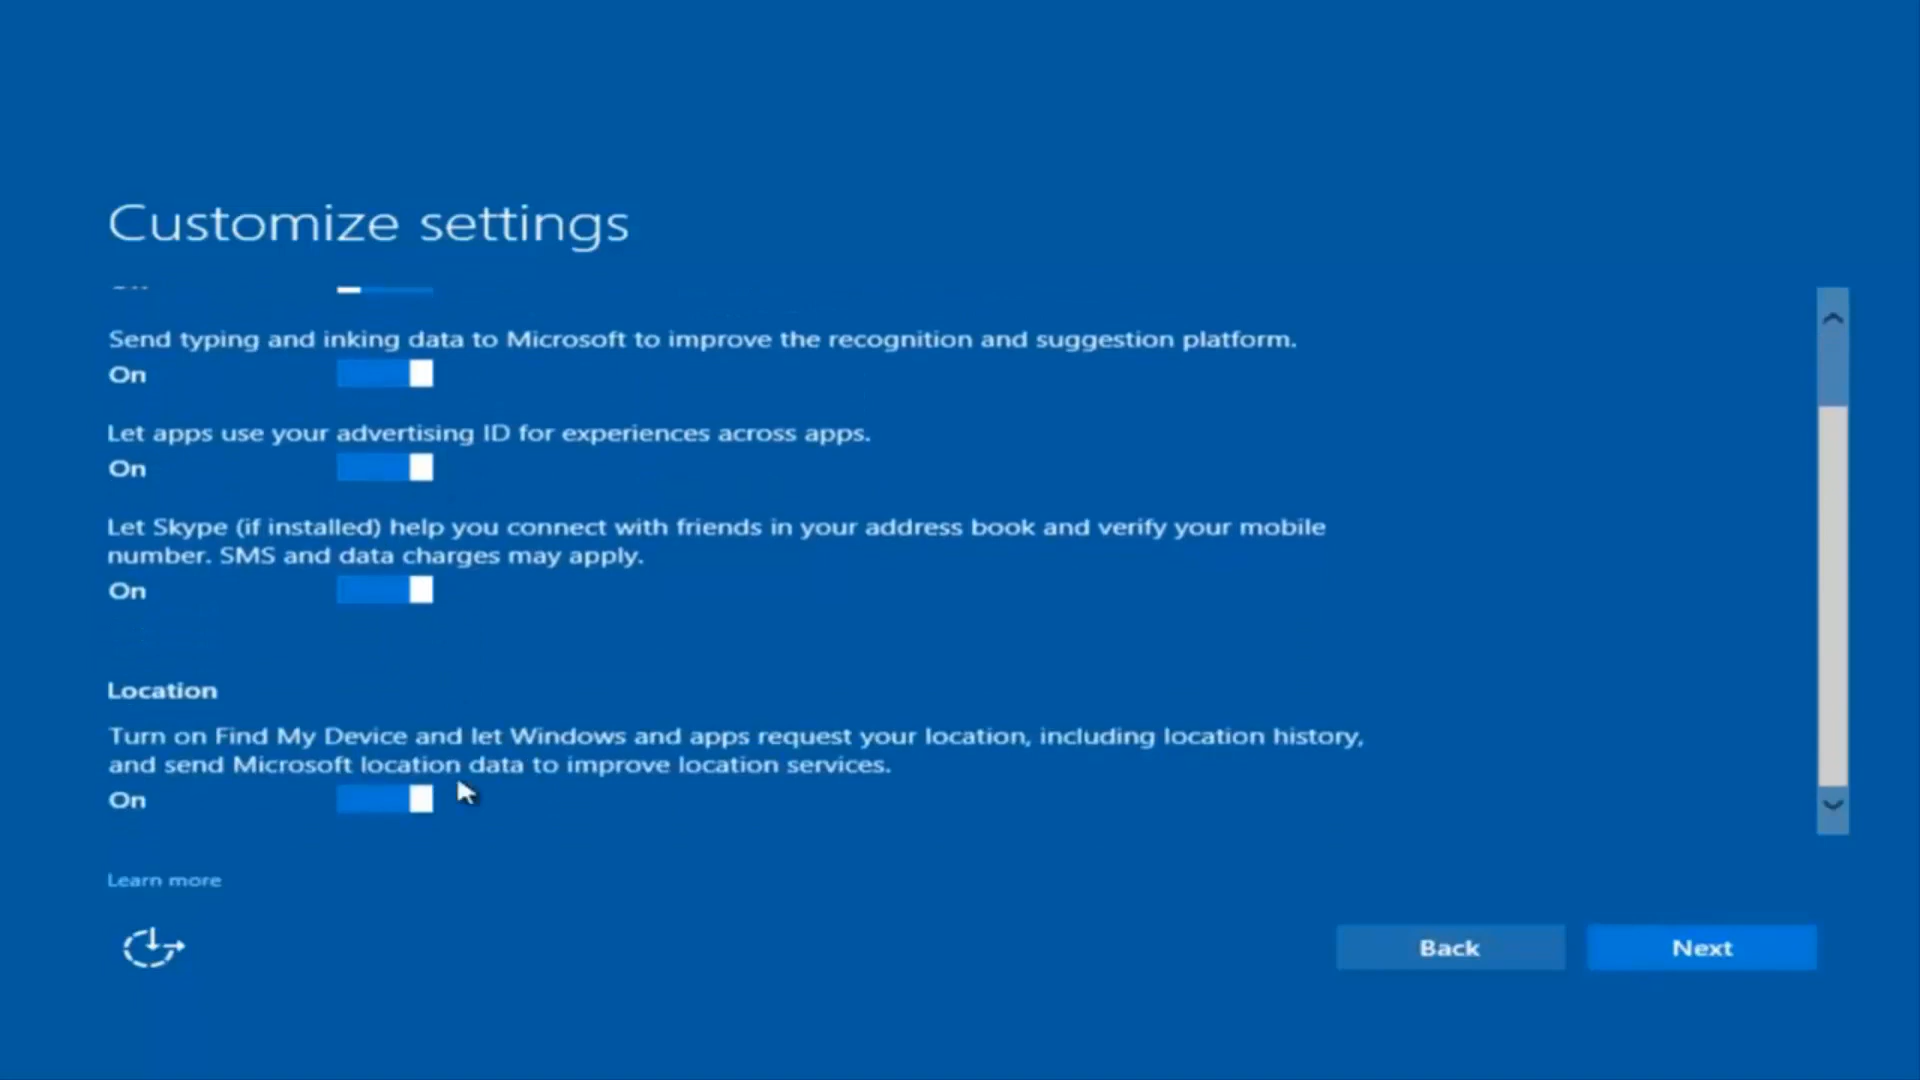 Customize settings
Send typing and inking data to Microsoft to improve the recognition and suggestion platform.
On
Let apps use your advertising ID for experiences across apps.
On
Let Skype (if installed) help you connect with friends in your address book and verify your mobile
number. SMS and data charges may apply.
On
Location
Turn on Find My Device and let Windows and apps request your location, including location history,
and send Microsoft location data to improve location services.
On
Learn more
Back
Next